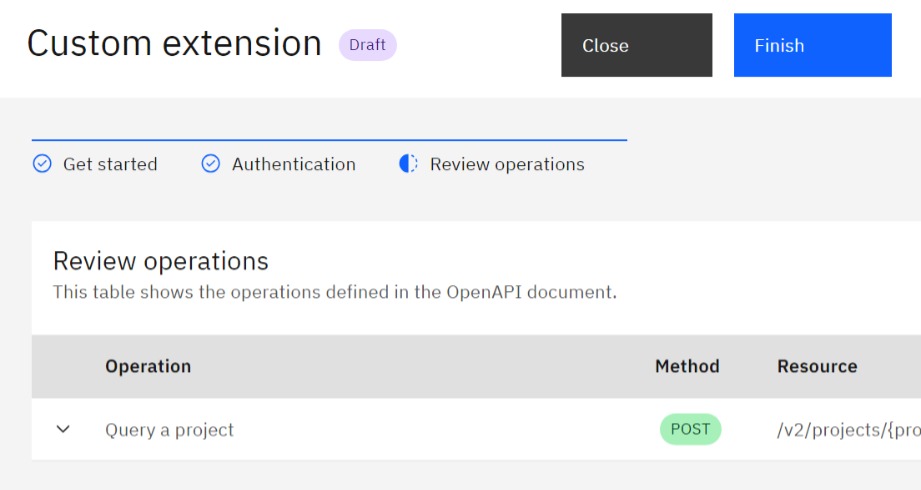 Custom extension Draft Close Finish
Get started Authentication Review operations
Review operations
This table shows the operations defined in the OpenAPI document.
Operation Method Resource
Query a project POST /v2/projects/{pro